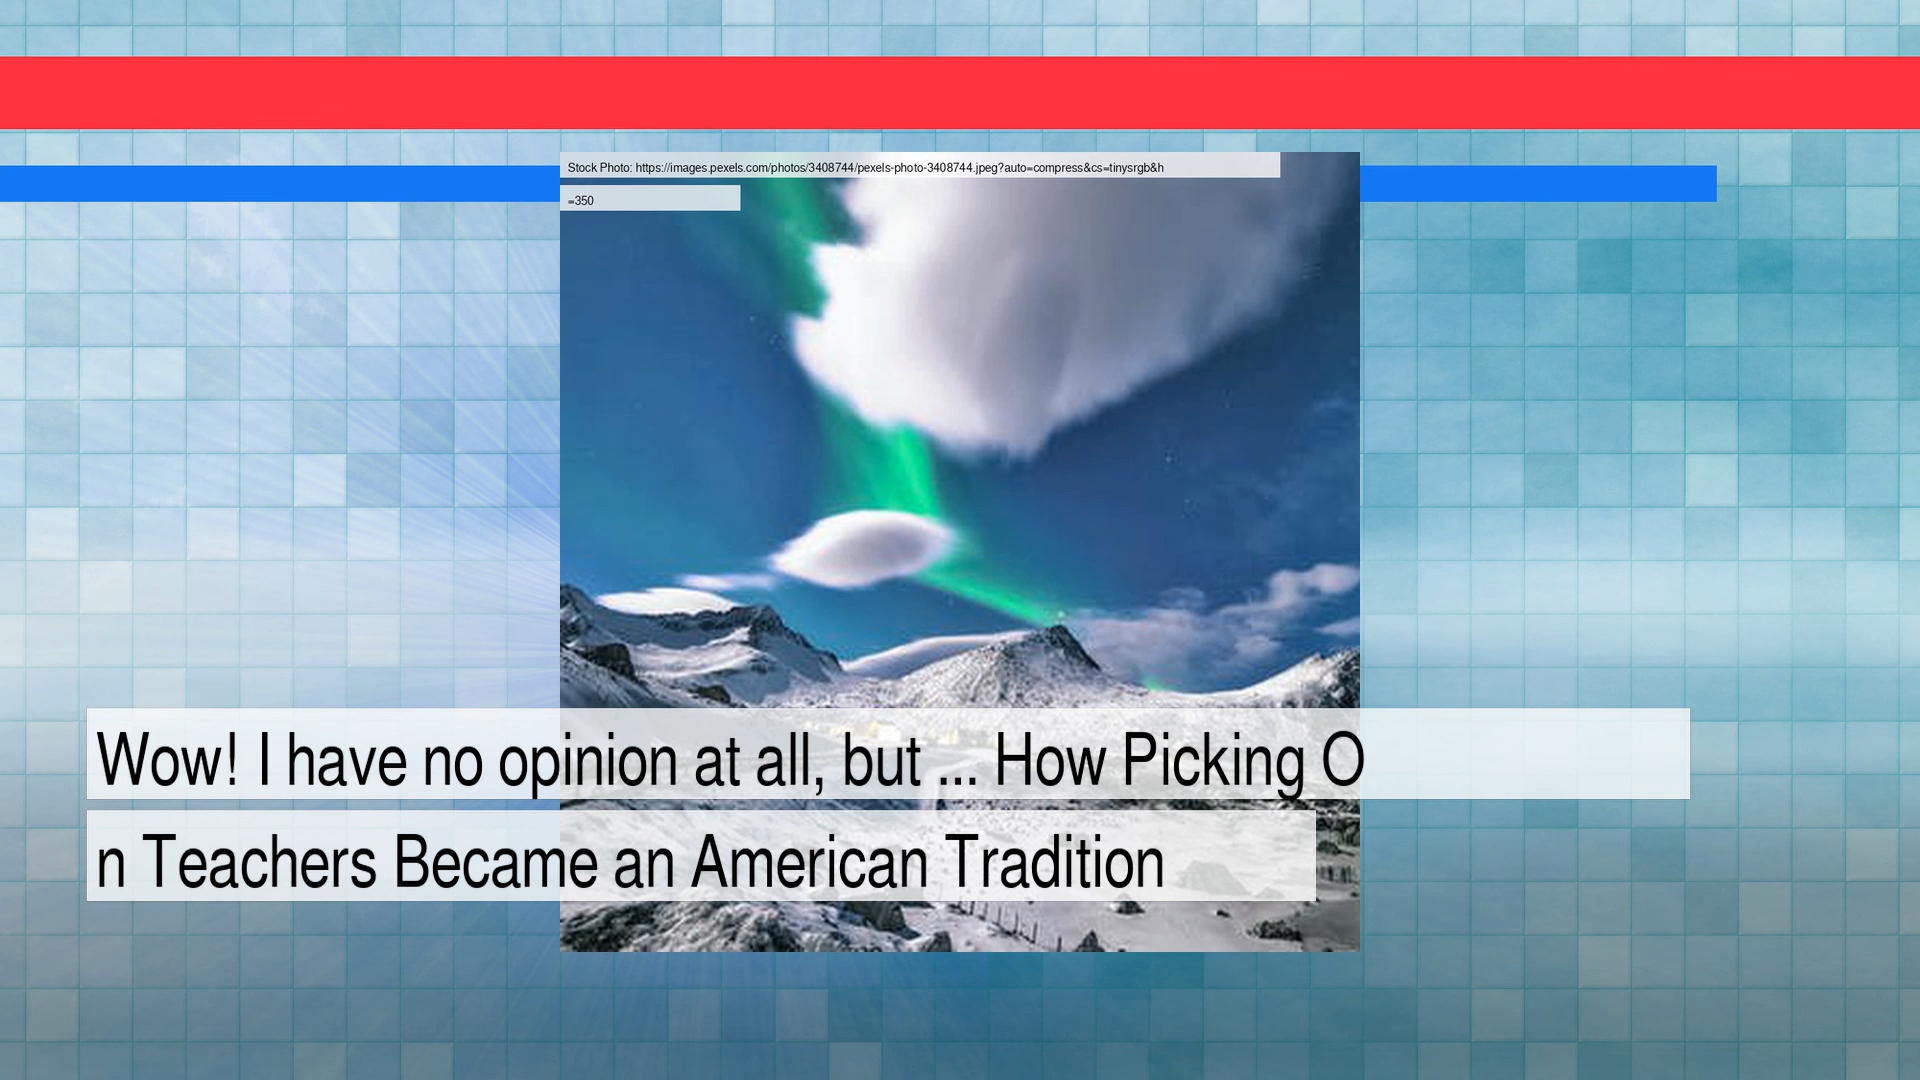 Stock Photo: https://images.pexels.com/photos/3408744/pexels-photo-3408744.jpeg?auto=compress&cs=tinysrgb&h
=350
Wow! I have no opinion at all, but ... How Picking O
n Teachers Became an American Tradition